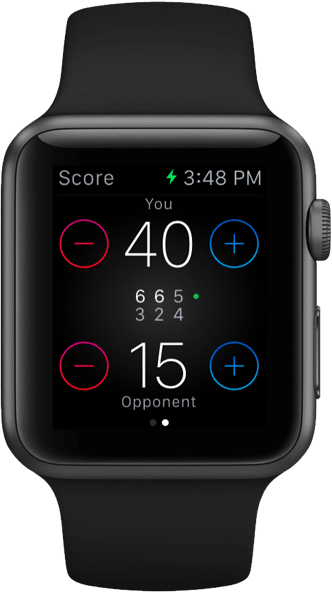 Score 3:48 PM
You
− 40 +
6 6 5
3 2 4
− 15 +
Opponent